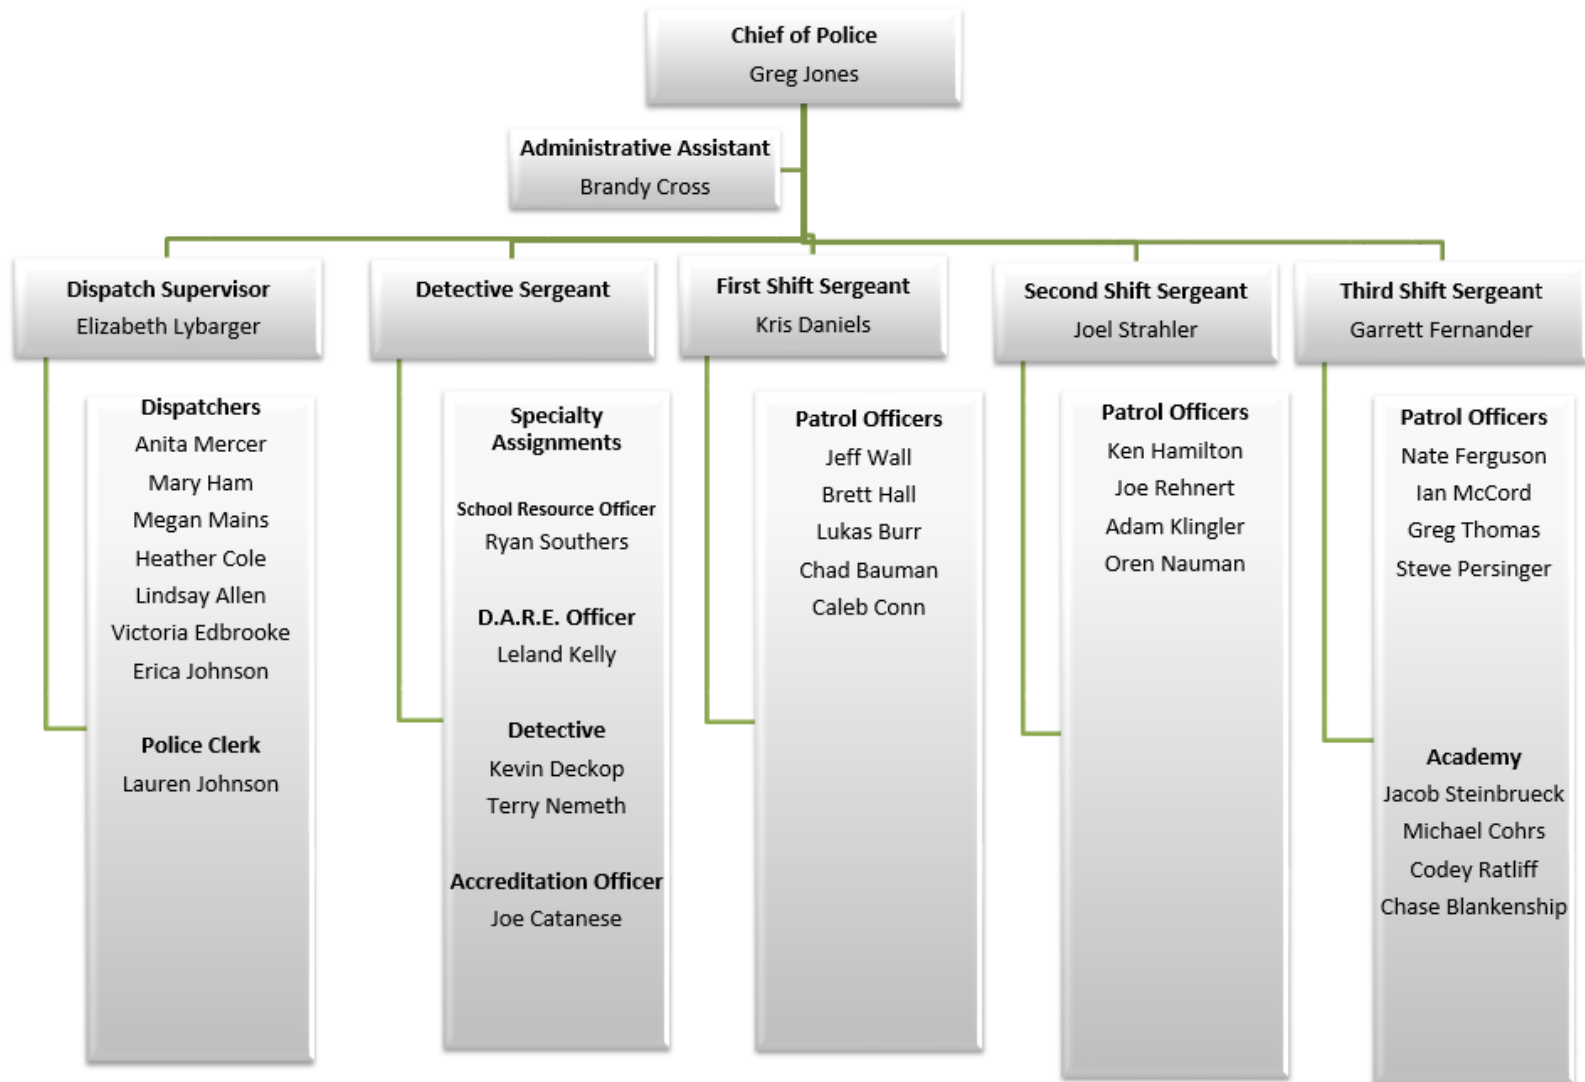 Chief of Police
Greg Jones
Administrative Assistant
Brandy Cross
Dispatch Supervisor
Elizabeth Lybarger
Detective Sergeant
First Shift Sergeant
Kris Daniels
Second Shift Sergeant
Joel Strahler
Third Shift Sergeant
Garrett Fernander
Dispatchers
Anita Mercer
Mary Ham
Megan Mains
Heather Cole
Lindsay Allen
Victoria Edbrooke
Erica Johnson
Police Clerk
Lauren Johnson
Specialty
Assignments
School Resource Officer
Ryan Southers
D.A.R.E. Officer
Leland Kelly
Detective
Kevin Deckop
Terry Nemeth
Accreditation Officer
Joe Catanese
Patrol Officers
Jeff Wall
Brett Hall
Lukas Burr
Chad Bauman
Caleb Conn
Patrol Officers
Ken Hamilton
Joe Rehnert
Adam Klingler
Oren Nauman
Patrol Officers
Nate Ferguson
Ian McCord
Greg Thomas
Steve Persinger
Academy
Jacob Steinbrueck
Michael Cohrs
Codey Ratliff
Chase Blankenship